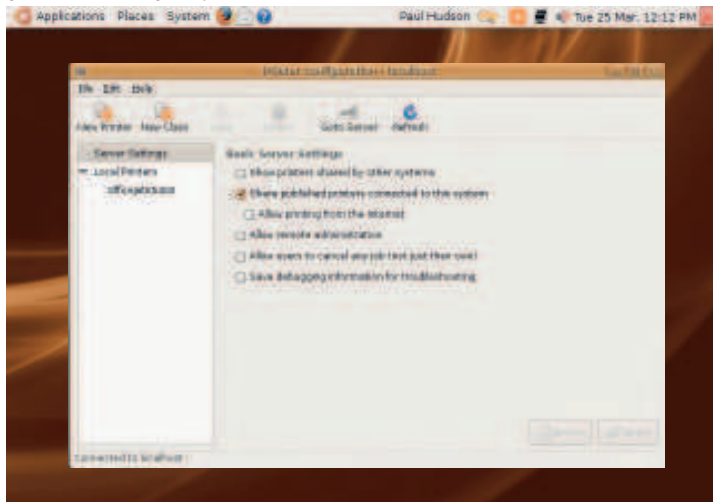 Applications Places System Paul Hudson Tue 25 Mar, 12:12 PM
Printer configuration - localhost
File Edit Help
New Printer New Class Goto Server Refresh
Server Settings
Local Printers
Basic Server Settings
Show printers shared by other systems
Share published printers connected to this system
Allow printing from the Internet
Allow remote administration
Allow users to cancel any job (not just their own)
Save debugging information for troubleshooting
Connected to localhost